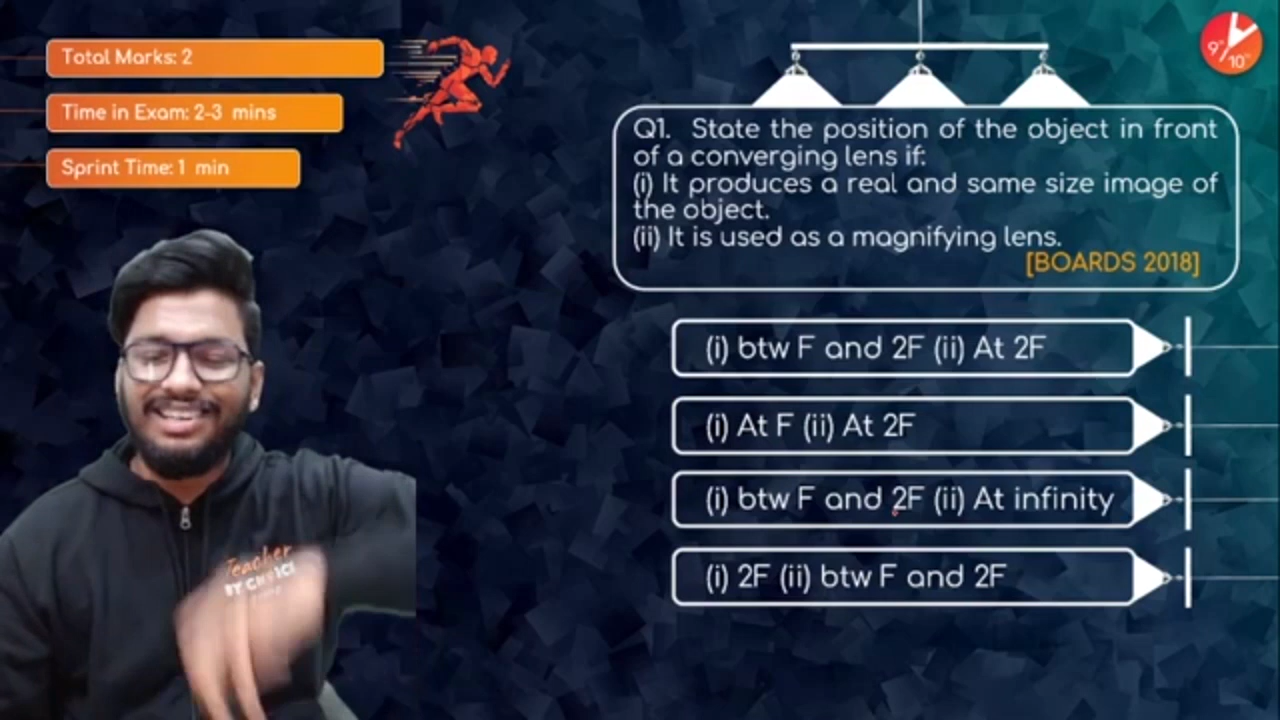 Total Marks: 2
Time in Exam: 2-3 mins
Sprint Time: 1 min
9th
10th
Q1. State the position of the object in front
of a converging lens if:
(i) It produces a real and same size image of
the object.
(ii) It is used as a magnifying lens.
[BOARDS 2018]
(i) btw F and 2F (ii) At 2F
(i) At F (ii) At 2F
(i) btw F and 2F (ii) At infinity
(i) 2F (ii) btw F and 2F
Teacher
BY CHOICE